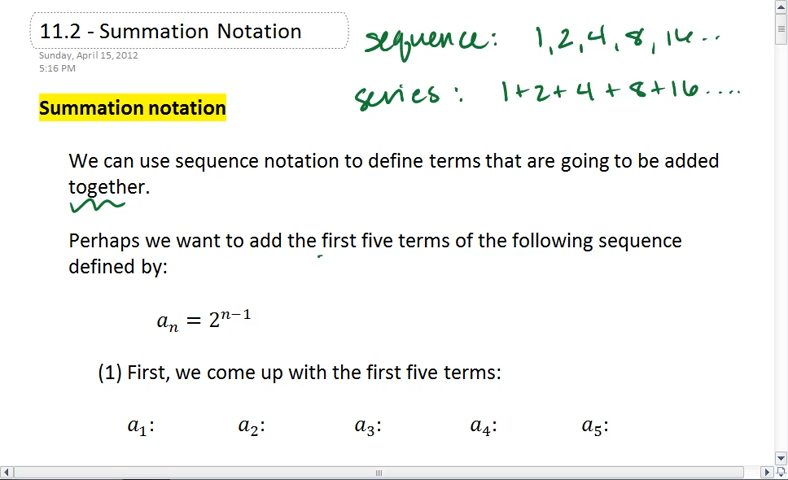 11.2 - Summation Notation
Sunday, April 15, 2012
5:16 PM
sequence: 1, 2, 4, 8, 16 ..
series: 1+2+4+8+16 ....
Summation notation
We can use sequence notation to define terms that are going to be added
together.
Perhaps we want to add the first five terms of the following sequence
defined by:
aₙ = 2ⁿ⁻¹
(1) First, we come up with the first five terms:
a₁: a₂: a₃: a₄: a₅: